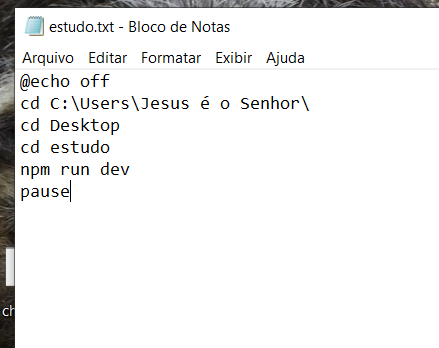 estudo.txt - Bloco de Notas
Arquivo Editar Formatar Exibir Ajuda
@echo off
cd C:\Users\Jesus é o Senhor\
cd Desktop
cd estudo
npm run dev
pause
ch